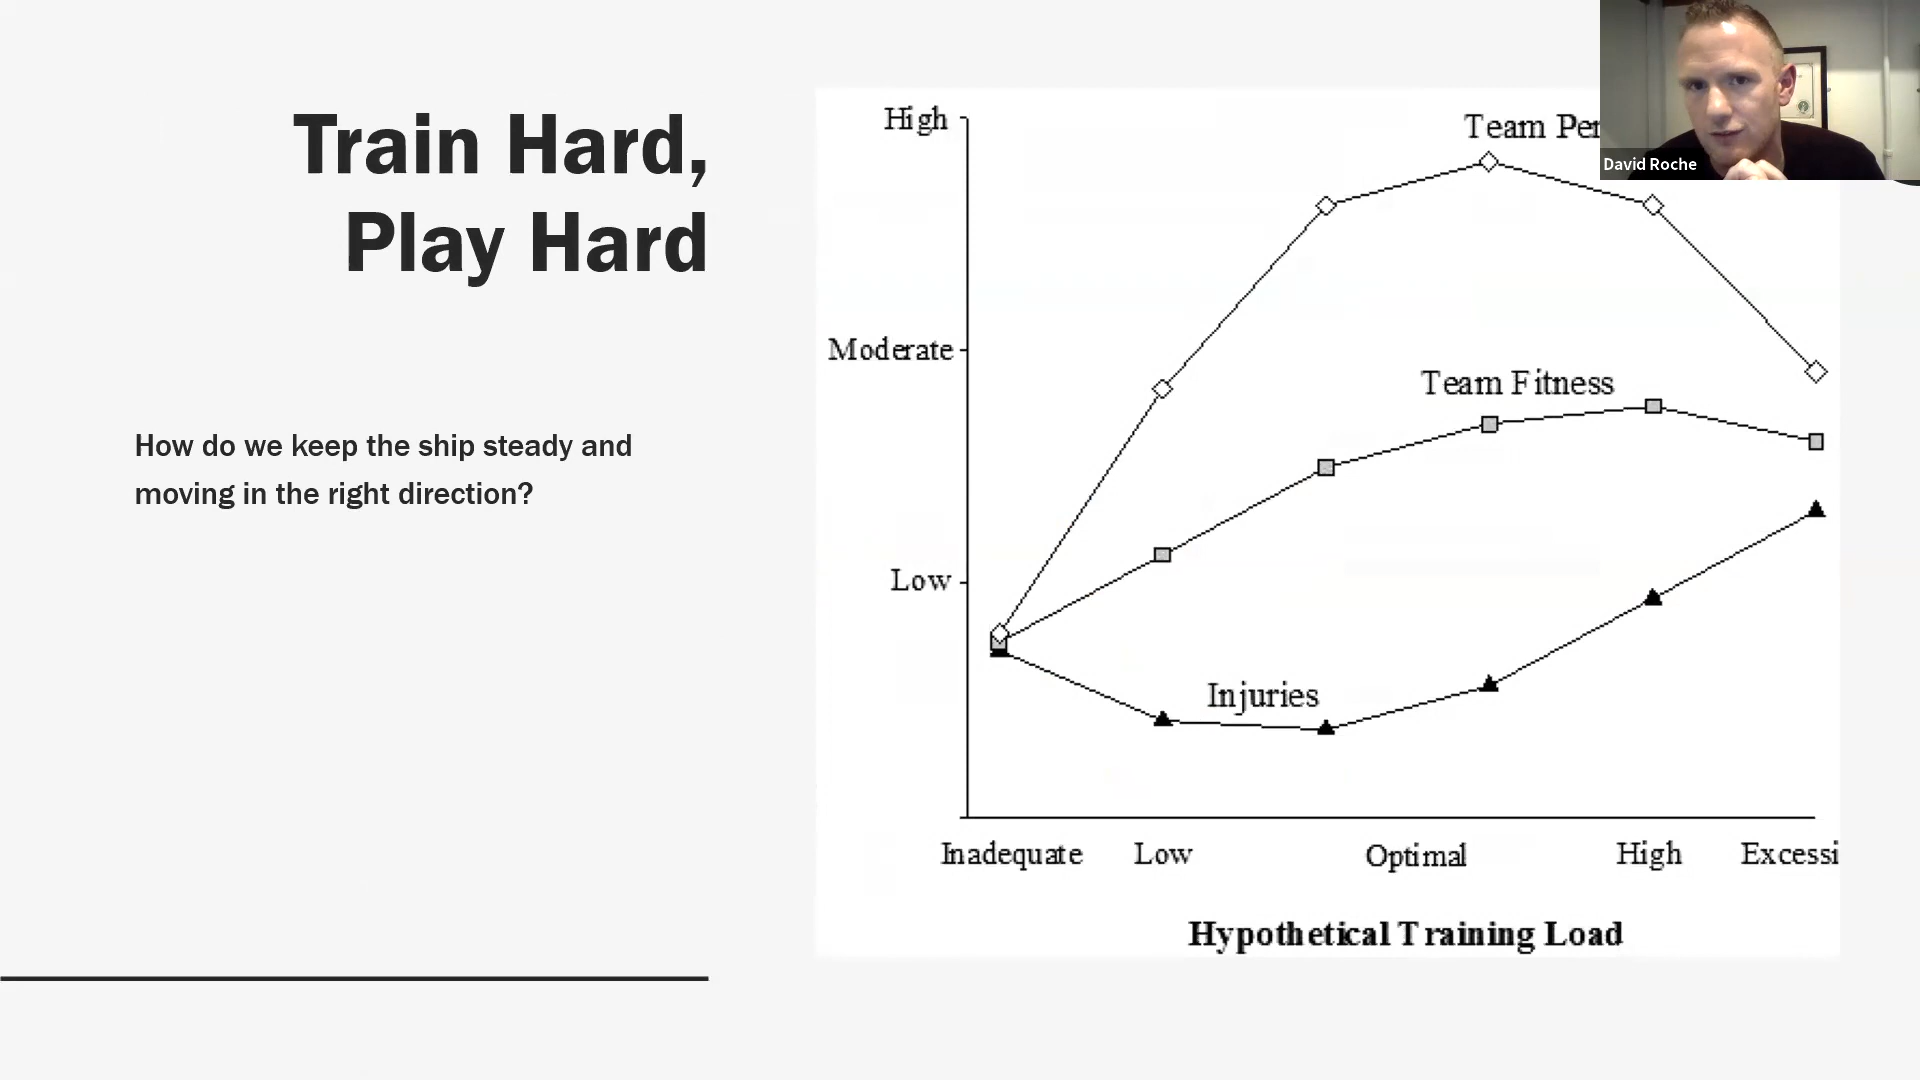 Train Hard,
Play Hard
How do we keep the ship steady and
moving in the right direction?
High
Moderate
Low
Team Per
Team Fitness
Injuries
Inadequate Low Optimal High Excessi
Hypothetical Training Load
David Roche